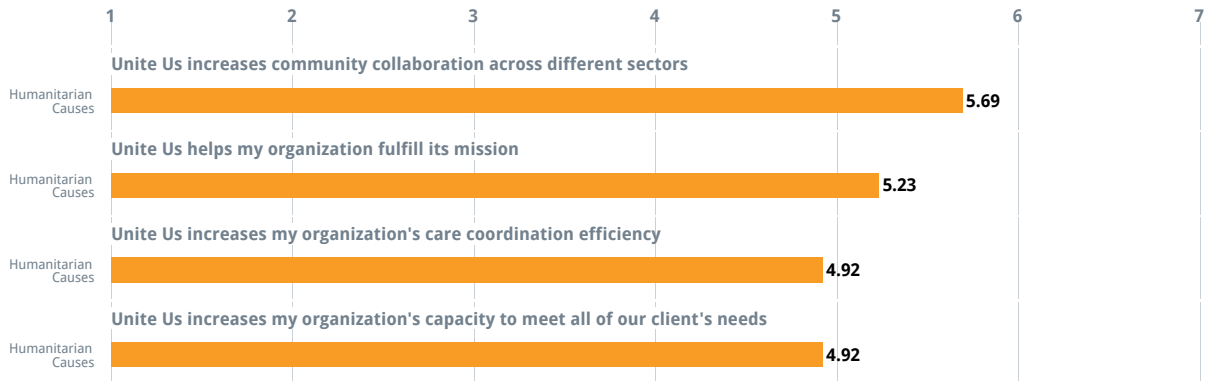 1 2 3 4 5 6 7
Unite Us increases community collaboration across different sectors
Humanitarian
Causes
5.69
Unite Us helps my organization fulfill its mission
Humanitarian
Causes
5.23
Unite Us increases my organization's care coordination efficiency
Humanitarian
Causes
4.92
Unite Us increases my organization's capacity to meet all of our client's needs
Humanitarian
Causes
4.92